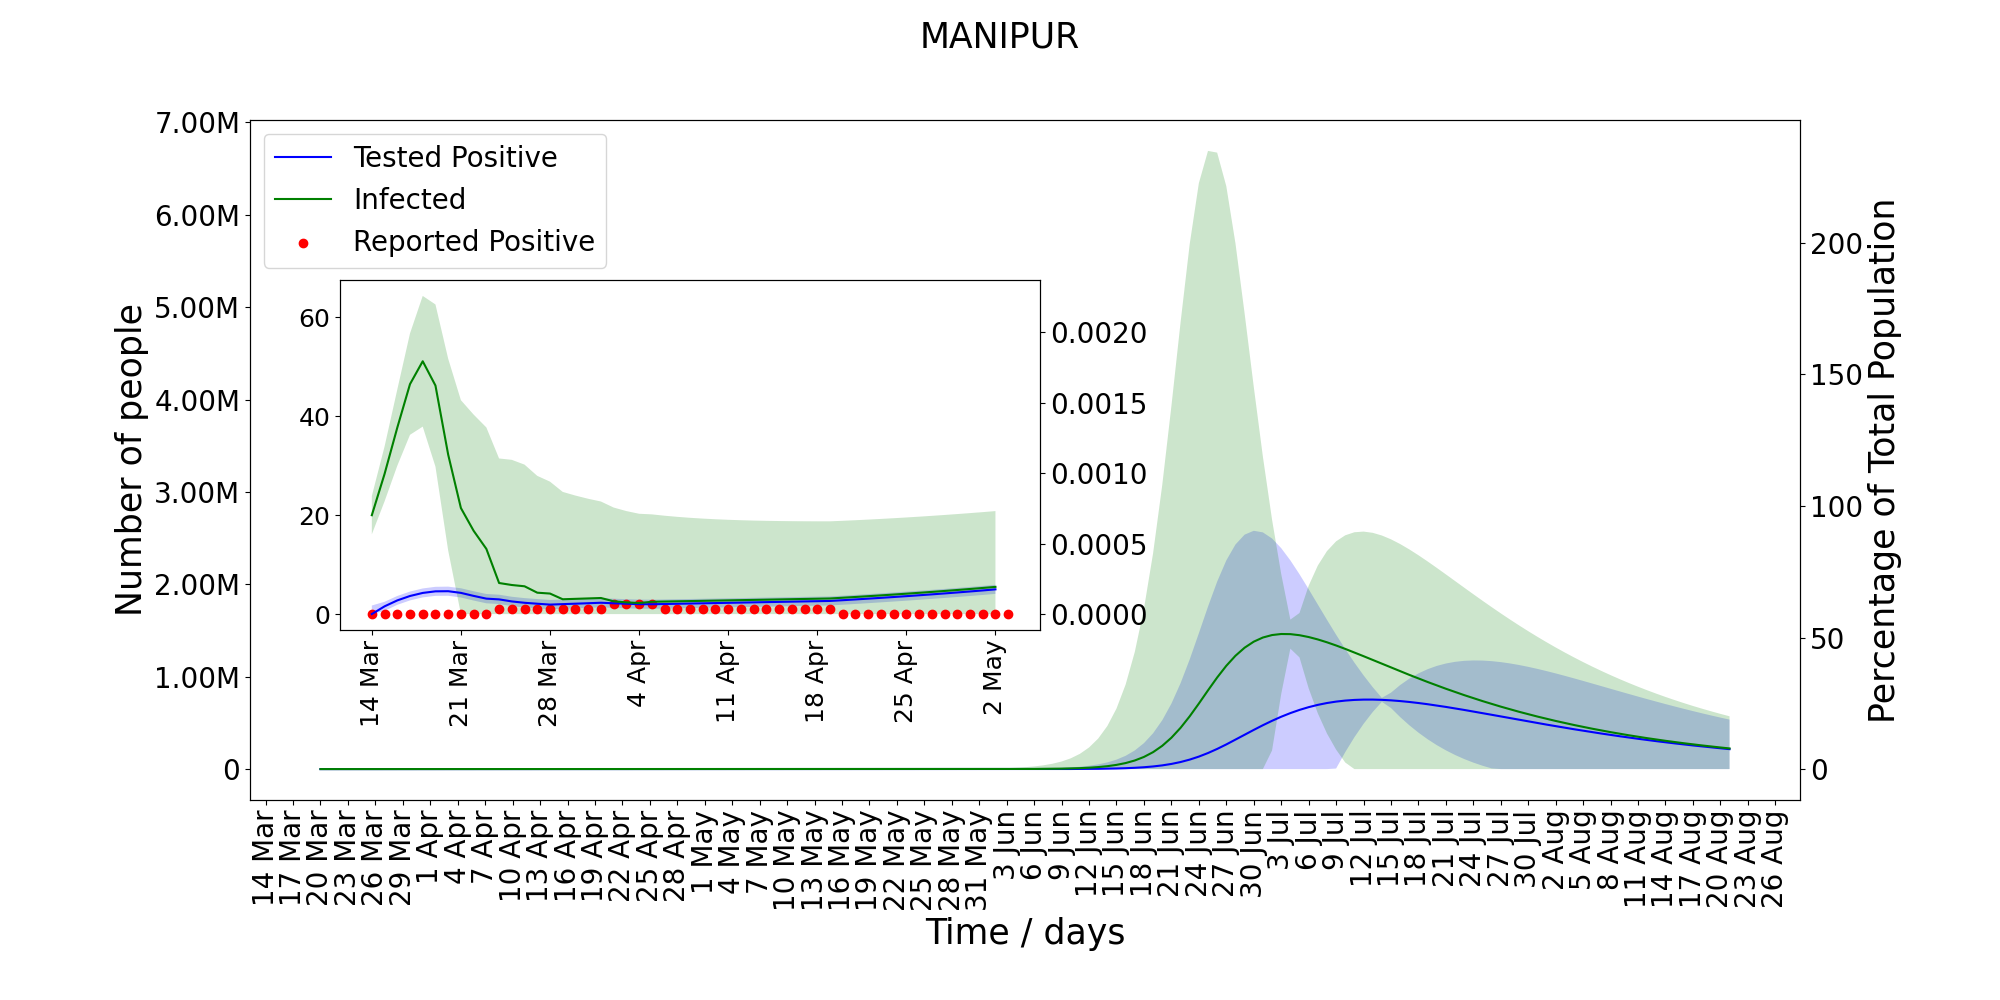 MANIPUR
7.00M
6.00M
5.00M
4.00M
3.00M
2.00M
1.00M
0
Number of people
Tested Positive
Infected
Reported Positive
60
40
20
0
0.0020
0.0015
0.0010
0.0005
0.0000
14 Mar
21 Mar
28 Mar
4 Apr
11 Apr
18 Apr
25 Apr
2 May
200
150
100
50
0
Percentage of Total Population
14 Mar
17 Mar
20 Mar
23 Mar
26 Mar
29 Mar
1 Apr
4 Apr
7 Apr
10 Apr
13 Apr
16 Apr
19 Apr
22 Apr
25 Apr
28 Apr
1 May
4 May
7 May
10 May
13 May
16 May
19 May
22 May
25 May
28 May
31 May
3 Jun
6 Jun
9 Jun
12 Jun
15 Jun
18 Jun
21 Jun
24 Jun
27 Jun
30 Jun
3 Jul
6 Jul
9 Jul
12 Jul
15 Jul
18 Jul
21 Jul
24 Jul
27 Jul
30 Jul
2 Aug
5 Aug
8 Aug
11 Aug
14 Aug
17 Aug
20 Aug
23 Aug
26 Aug
Time / days